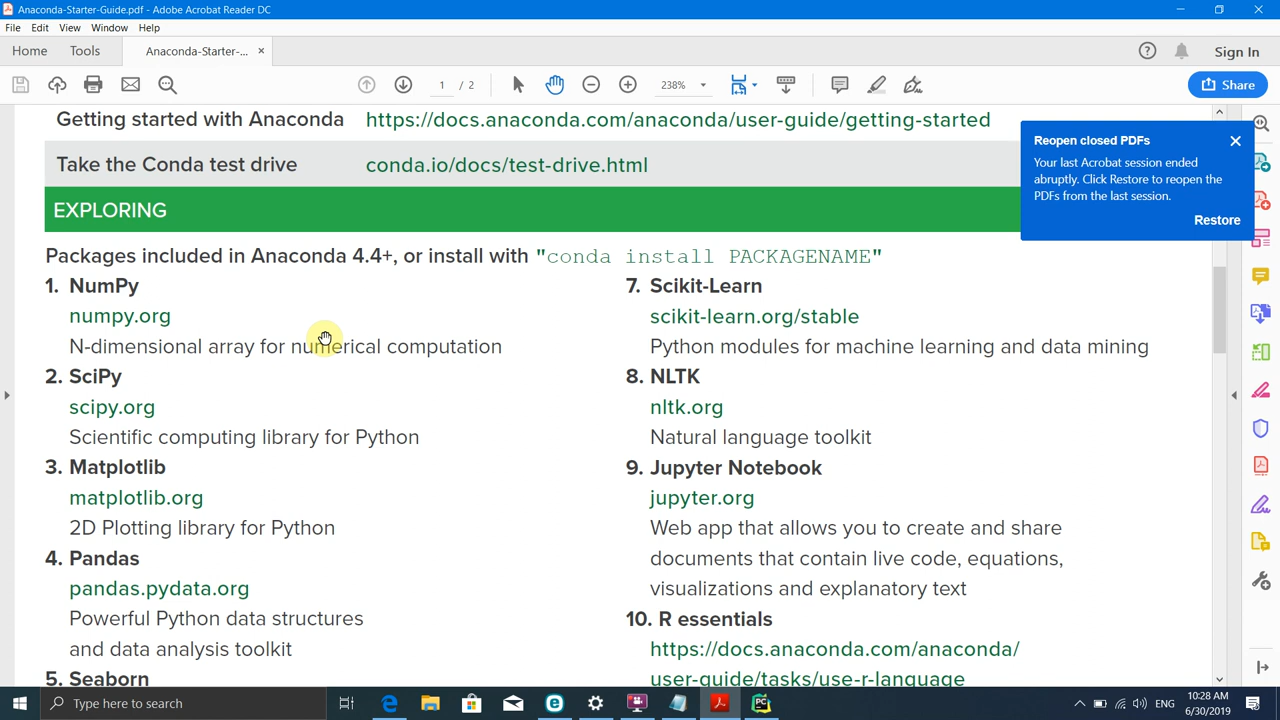 Anaconda-Starter-Guide.pdf - Adobe Acrobat Reader DC
File Edit View Window Help
Home Tools Anaconda-Starter-... × Sign In
1 / 2 238% Share
Getting started with Anaconda https://docs.anaconda.com/anaconda/user-guide/getting-started
Take the Conda test drive conda.io/docs/test-drive.html
Reopen closed PDFs
Your last Acrobat session ended
abruptly. Click Restore to reopen the
PDFs from the last session.
Restore
EXPLORING
Packages included in Anaconda 4.4+, or install with "conda install PACKAGENAME"
1. NumPy
numpy.org
N-dimensional array for numerical computation
2. SciPy
scipy.org
Scientific computing library for Python
3. Matplotlib
matplotlib.org
2D Plotting library for Python
4. Pandas
pandas.pydata.org
Powerful Python data structures
and data analysis toolkit
5. Seaborn
7. Scikit-Learn
scikit-learn.org/stable
Python modules for machine learning and data mining
8. NLTK
nltk.org
Natural language toolkit
9. Jupyter Notebook
jupyter.org
Web app that allows you to create and share
documents that contain live code, equations,
visualizations and explanatory text
10. R essentials
https://docs.anaconda.com/anaconda/
user-guide/tasks/use-r-language
Type here to search
ENG
10:28 AM
6/30/2019